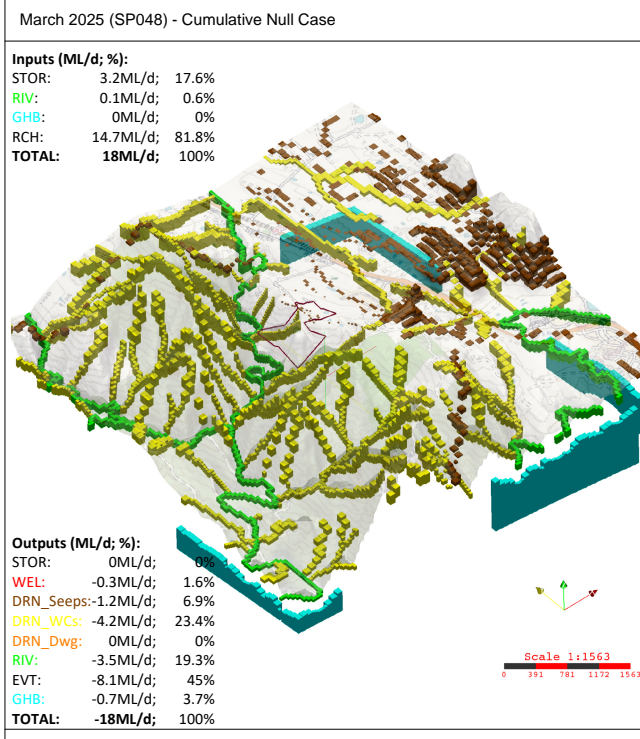 March 2025 (SP048) - Cumulative Null Case
Inputs (ML/d; %):
STOR: 3.2ML/d; 17.6%
RIV: 0.1ML/d; 0.6%
GHB: 0ML/d; 0%
RCH: 14.7ML/d; 81.8%
TOTAL: 18ML/d; 100%
Outputs (ML/d; %):
STOR: 0ML/d; 0%
WEL: -0.3ML/d; 1.6%
DRN_Seeps: -1.2ML/d; 6.9%
DRN_WCs: -4.2ML/d; 23.4%
DRN_Dwg: 0ML/d; 0%
RIV: -3.5ML/d; 19.3%
EVT: -8.1ML/d; 45%
GHB: -0.7ML/d; 3.7%
TOTAL: -18ML/d; 100%
Scale 1:1563
0 391 781 1172 1563